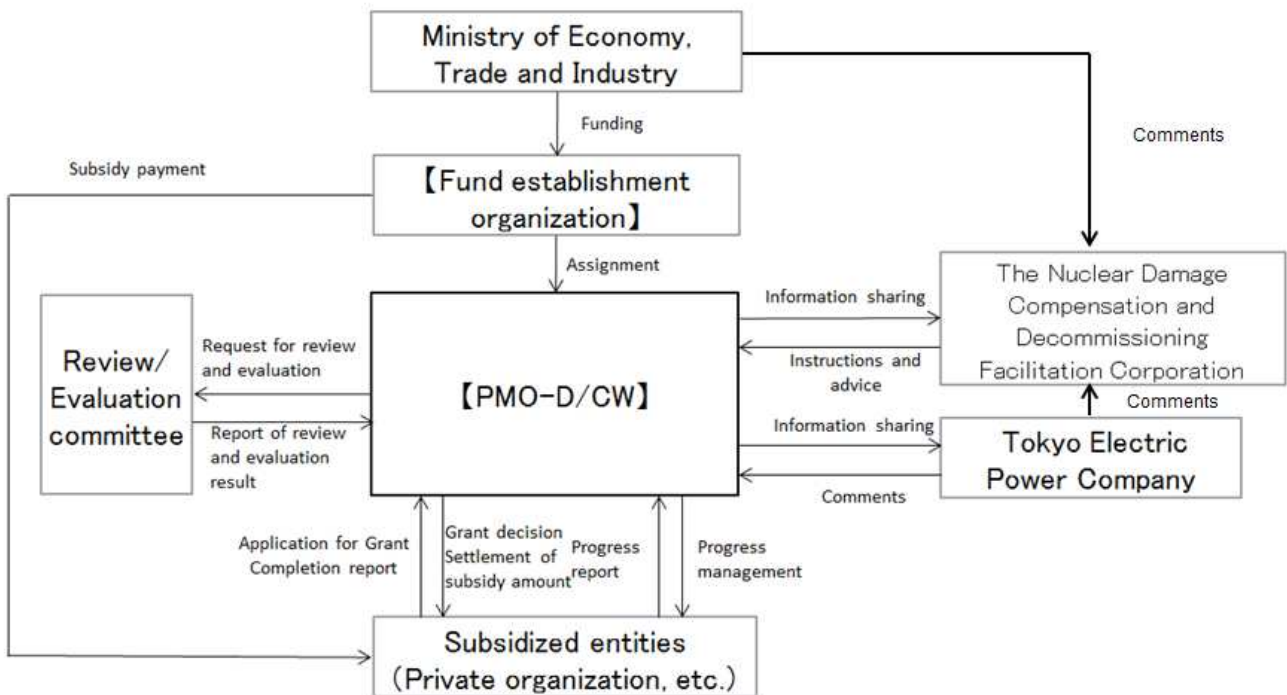 Ministry of Economy,
Trade and Industry
Funding
Comments
Subsidy payment
【Fund establishment
organization】
Assignment
The Nuclear Damage
Compensation and
Decommissioning
Facilitation Corporation
Information sharing
Instructions and
advice
Review/
Evaluation
committee
Request for review
and evaluation
Report of review
and evaluation
result
【PMO-D/CW】
Comments
Information sharing
Tokyo Electric
Power Company
Comments
Application for Grant
Completion report
Grant decision
Settlement of
subsidy amount
Progress
report
Progress
management
Subsidized entities
(Private organization, etc.)